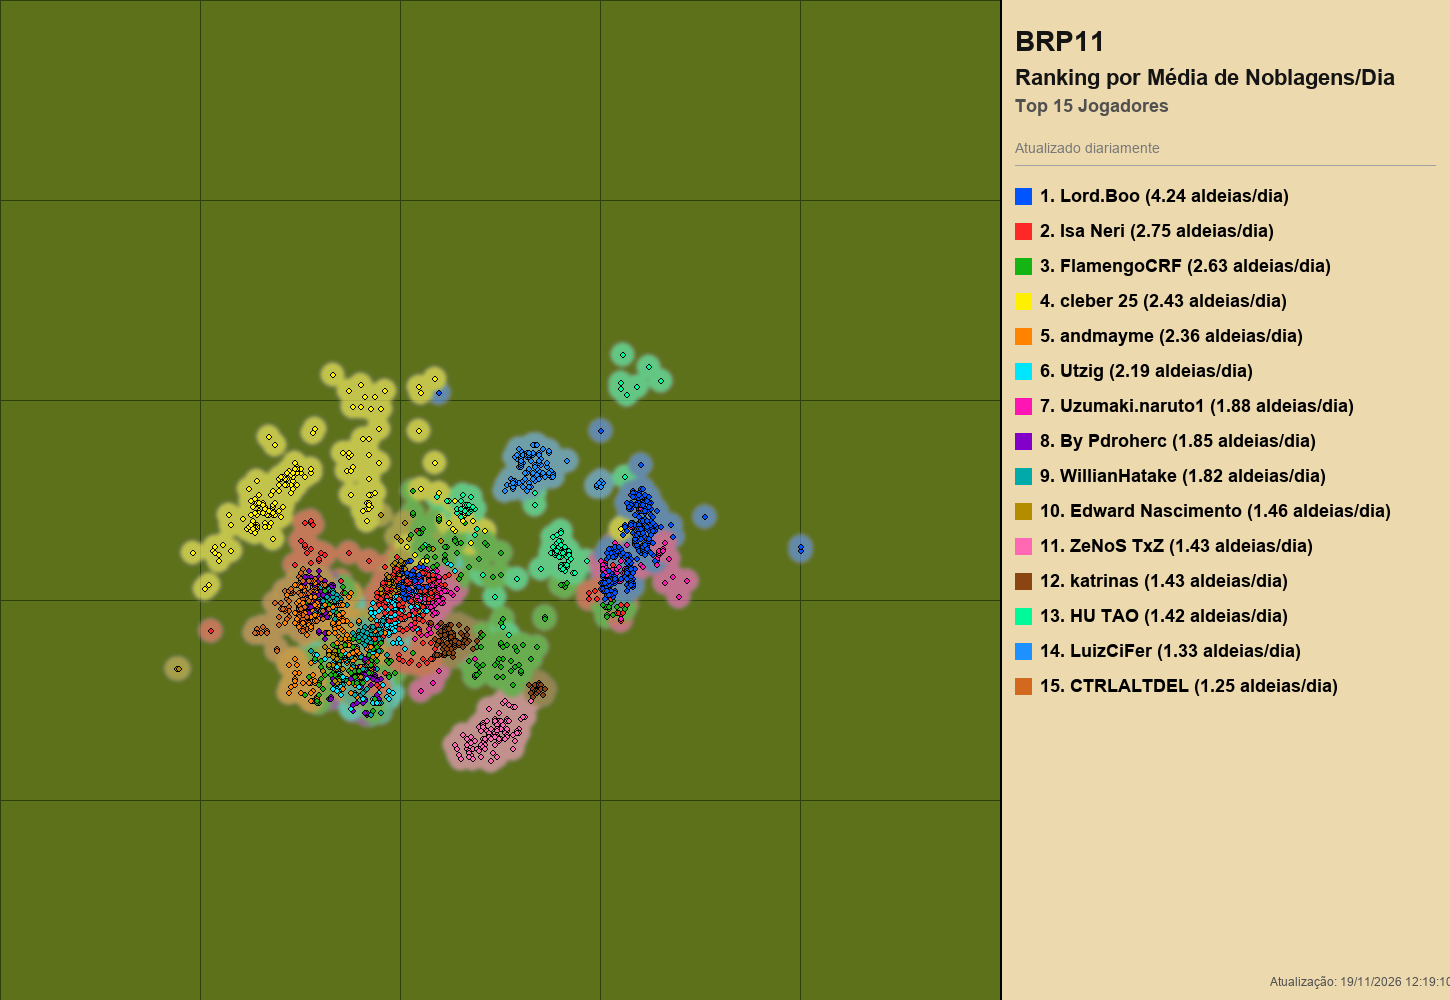 BRP11
Ranking por Média de Noblagens/Dia
Top 15 Jogadores
Atualizado diariamente
1. Lord.Boo (4.24 aldeias/dia)
2. Isa Neri (2.75 aldeias/dia)
3. FlamengoCRF (2.63 aldeias/dia)
4. cleber 25 (2.43 aldeias/dia)
5. andmayme (2.36 aldeias/dia)
6. Utzig (2.19 aldeias/dia)
7. Uzumaki.naruto1 (1.88 aldeias/dia)
8. By Pdroherc (1.85 aldeias/dia)
9. WillianHatake (1.82 aldeias/dia)
10. Edward Nascimento (1.46 aldeias/dia)
11. ZeNoS TxZ (1.43 aldeias/dia)
12. katrinas (1.43 aldeias/dia)
13. HU TAO (1.42 aldeias/dia)
14. LuizCiFer (1.33 aldeias/dia)
15. CTRLALTDEL (1.25 aldeias/dia)
Atualização: 19/11/2026 12:19:10